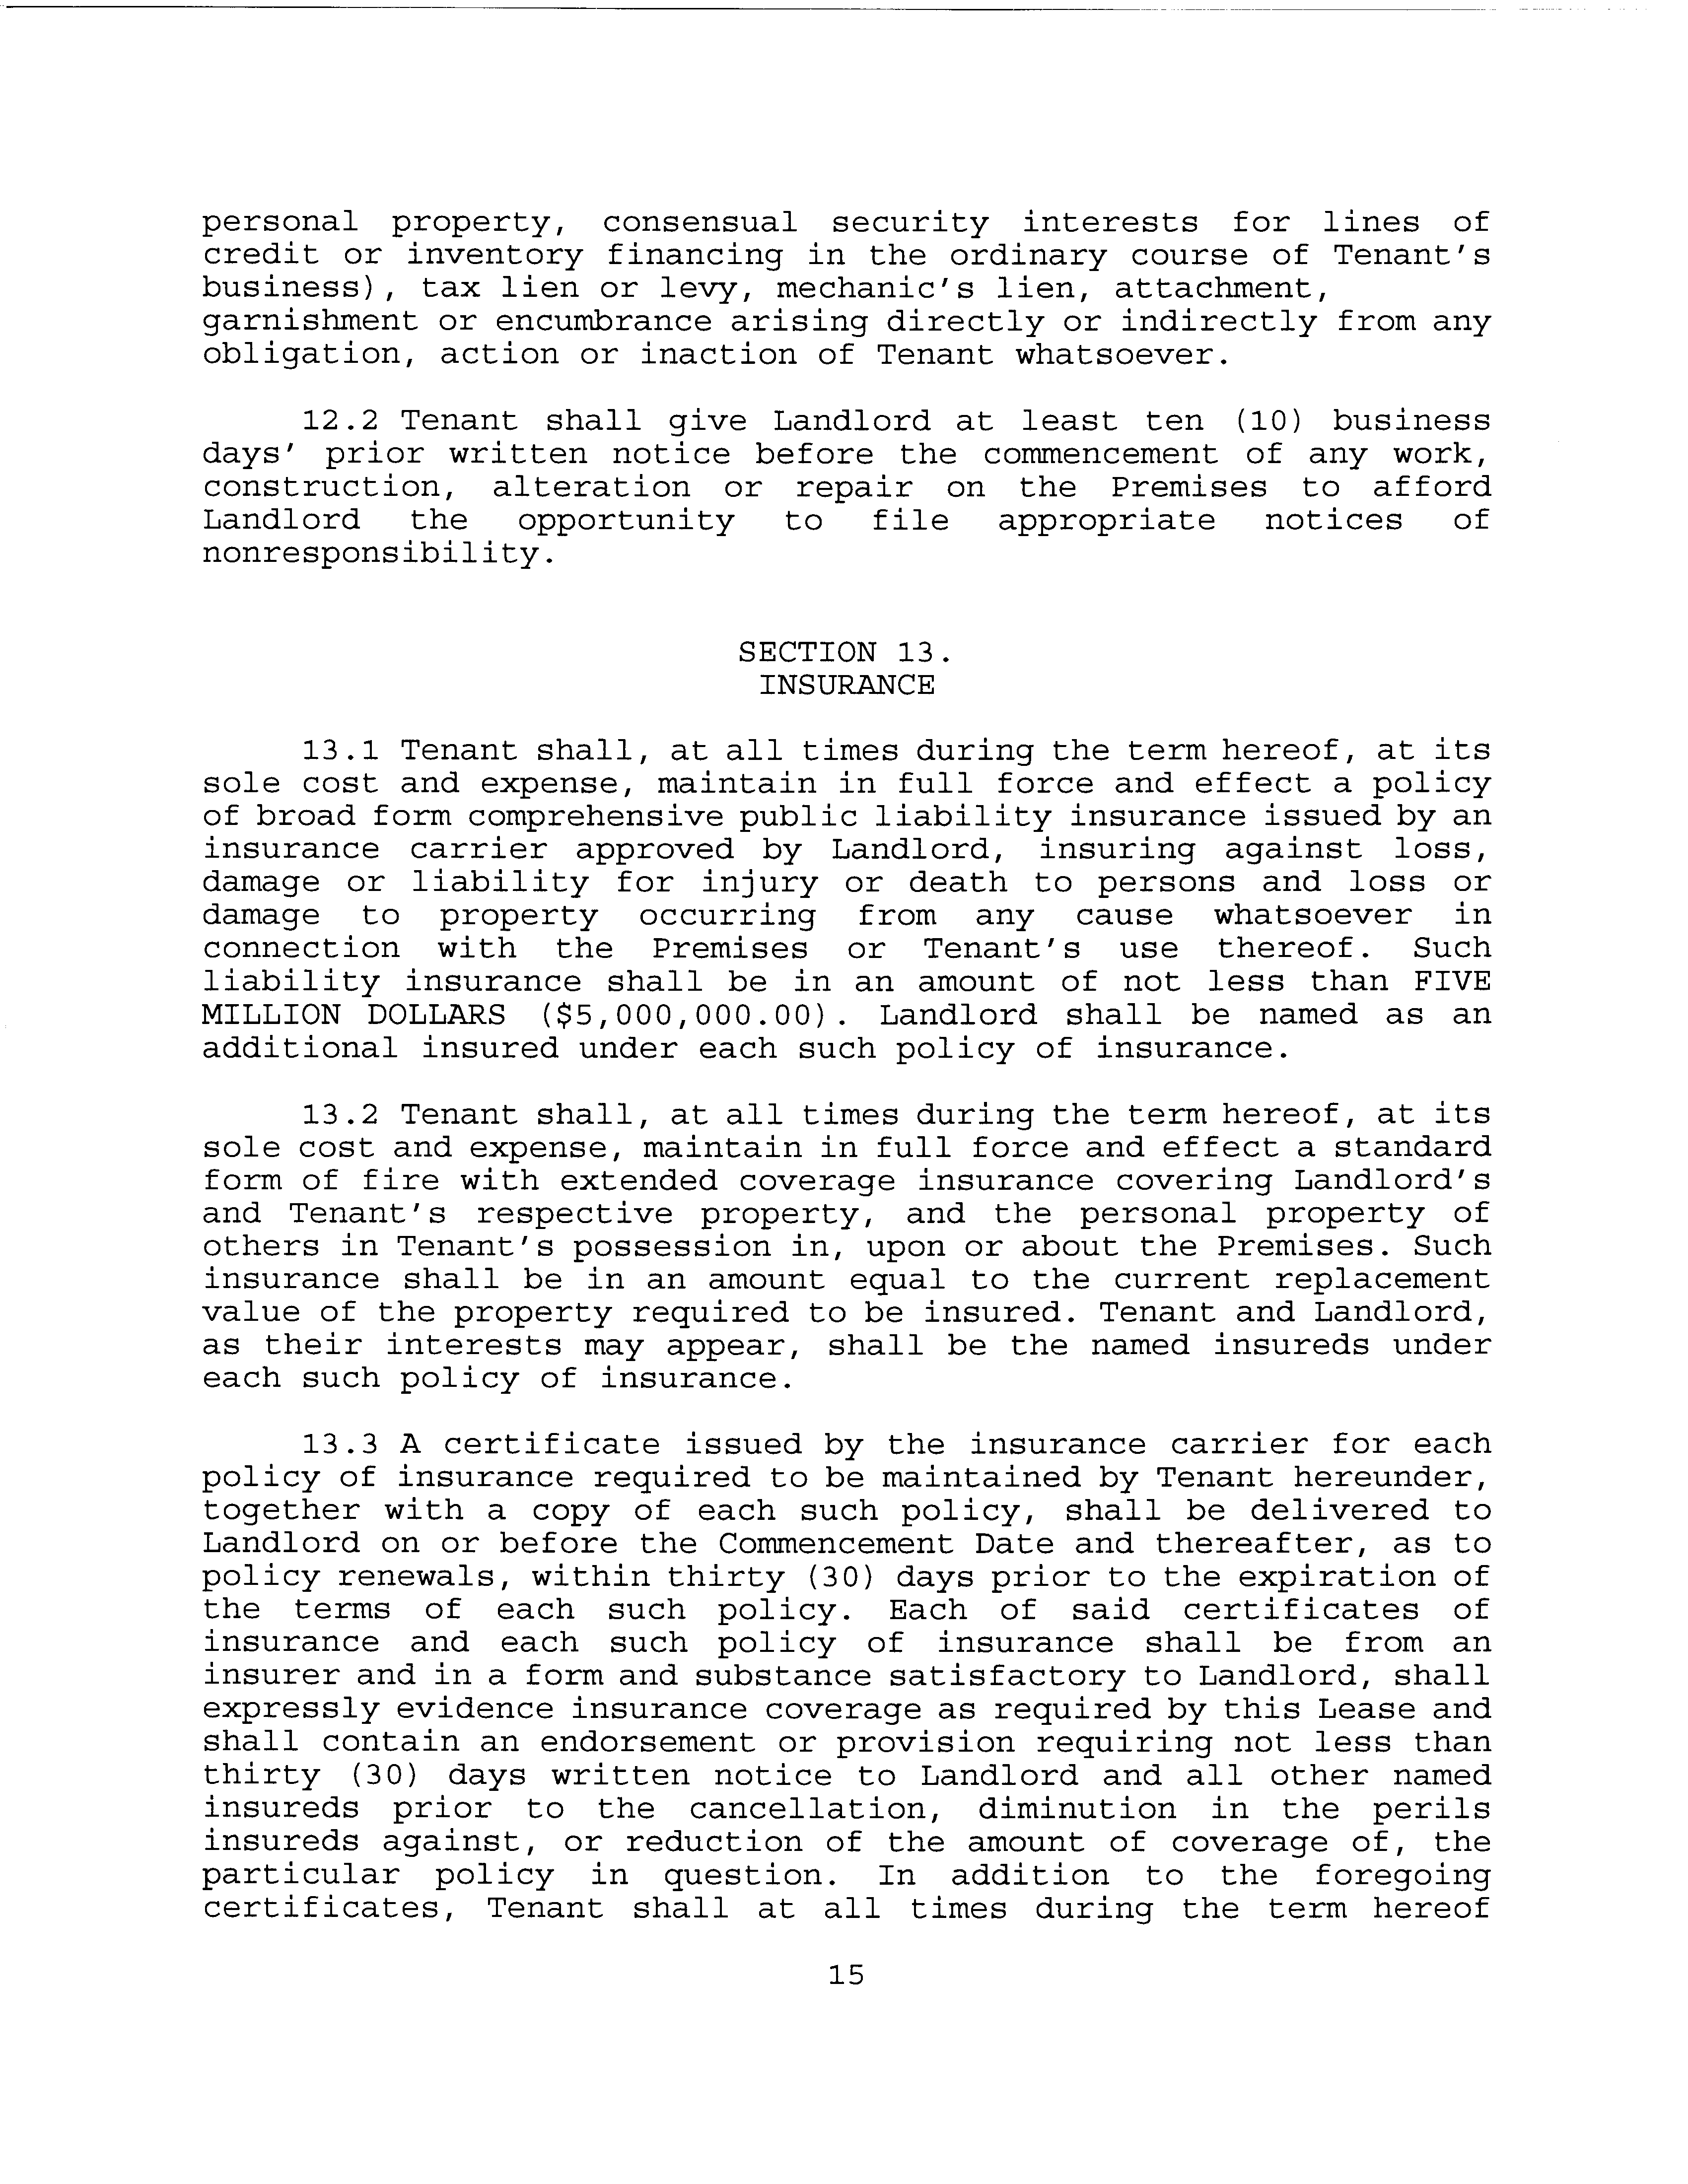 personal property, consensual security interests for lines of
credit or inventory financing in the ordinary course of Tenant's
business), tax lien or levy, mechanic's lien, attachment,
garnishment or encumbrance arising directly or indirectly from any
obligation, action or inaction of Tenant whatsoever.
12.2 Tenant shall give Landlord at least ten (10) business
days' prior written notice before the commencement of any work,
construction, alteration or repair on the Premises to afford
Landlord the opportunity to file appropriate notices of
nonresponsibility.
SECTION 13.
INSURANCE
13.1 Tenant shall, at all times during the term hereof, at its
sole cost and expense, maintain in full force and effect a policy
of broad form comprehensive public liability insurance issued by an
insurance carrier approved by Landlord, insuring against loss,
damage or liability for injury or death to persons and loss or
damage to property occurring from any cause whatsoever in
connection with the Premises or Tenant's use thereof. Such
liability insurance shall be in an amount of not less than FIVE
MILLION DOLLARS ($5,000,000.00). Landlord shall be named as an
additional insured under each such policy of insurance.
13.2 Tenant shall, at all times during the term hereof, at its
sole cost and expense, maintain in full force and effect a standard
form of fire with extended coverage insurance covering Landlord's
and Tenant's respective property, and the personal property of
others in Tenant's possession in, upon or about the Premises. Such
insurance shall be in an amount equal to the current replacement
value of the property required to be insured. Tenant and Landlord,
as their interests may appear, shall be the named insureds under
each such policy of insurance.
13.3 A certificate issued by the insurance carrier for each
policy of insurance required to be maintained by Tenant hereunder,
together with a copy of each such policy, shall be delivered to
Landlord on or before the Commencement Date and thereafter, as to
policy renewals, within thirty (30) days prior to the expiration of
the terms of each such policy. Each of said certificates of
insurance and each such policy of insurance shall be from an
insurer and in a form and substance satisfactory to Landlord, shall
expressly evidence insurance coverage as required by this Lease and
shall contain an endorsement or provision requiring not less than
thirty (30) days written notice to Landlord and all other named
insureds prior to the cancellation, diminution in the perils
insureds against, or reduction of the amount of coverage of, the
particular policy in question. In addition to the foregoing
certificates, Tenant shall at all times during the term hereof
15